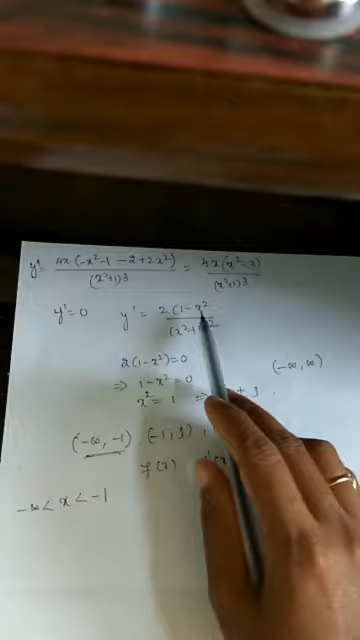 y'' = 4x(-x²-1-2+2x²)/(x²+1)3 = 4x(x²-3)/(x²+1)3
y'=0 y' = 2(1-x²/(x²+1)2
2(1-x²)=0
(-∞, ∞)
⇒ 1-x²=0
x² = 1 ⇒ + 1.
(-∞, -1) (-1, 1),
f(x)
-∞ < x < -1